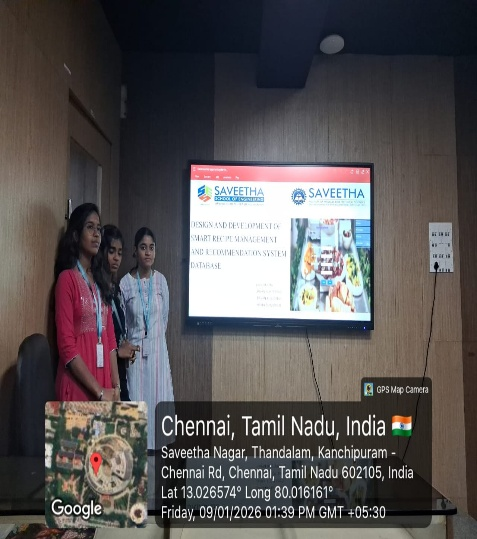 SAVEETHA
SCHOOL OF ENGINEERING
SAVEETHA
DESIGN AND DEVELOPMENT OF
SMART RECIPE MANAGEMENT
AND RECOMMENDATION SYSTEM
DATABASE
GPS Map Camera
Chennai, Tamil Nadu, India
Saveetha Nagar, Thandalam, Kanchipuram -
Chennai Rd, Chennai, Tamil Nadu 602105, India
Lat 13.026574° Long 80.016161°
Friday, 09/01/2026 01:39 PM GMT +05:30
Google